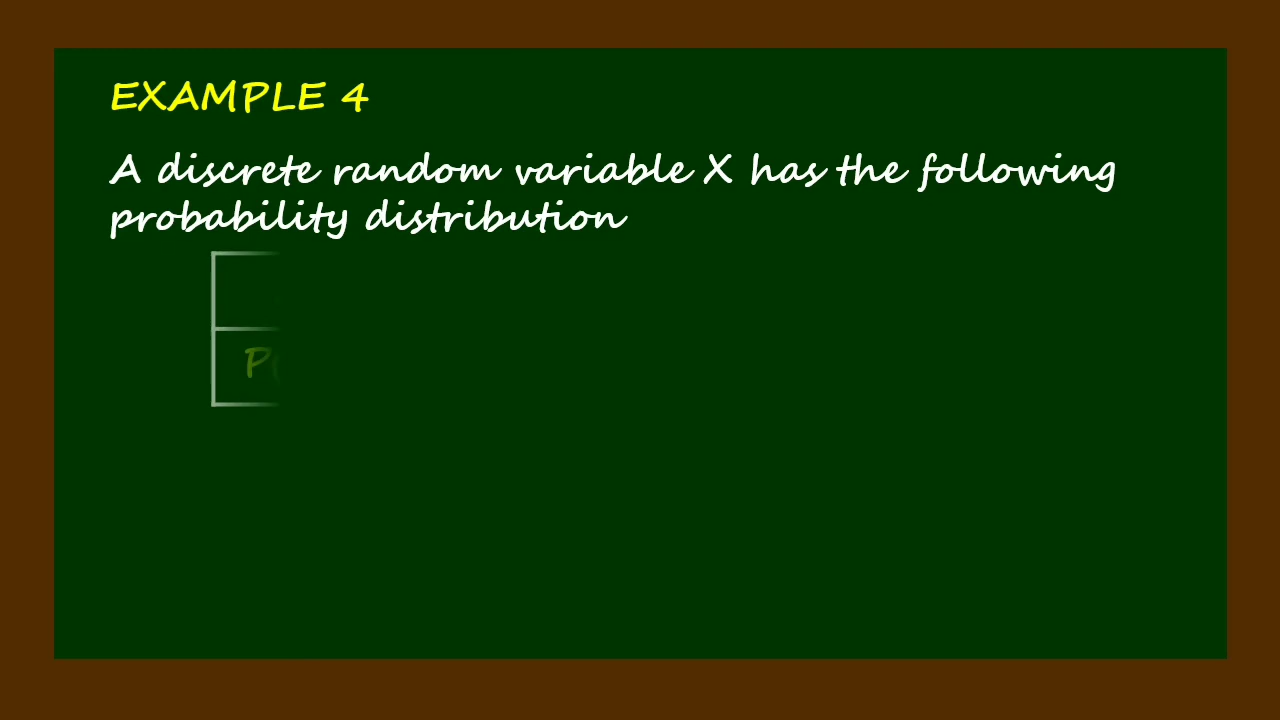 EXAMPLE 4
A discrete random variable X has the following
probability distribution
P(